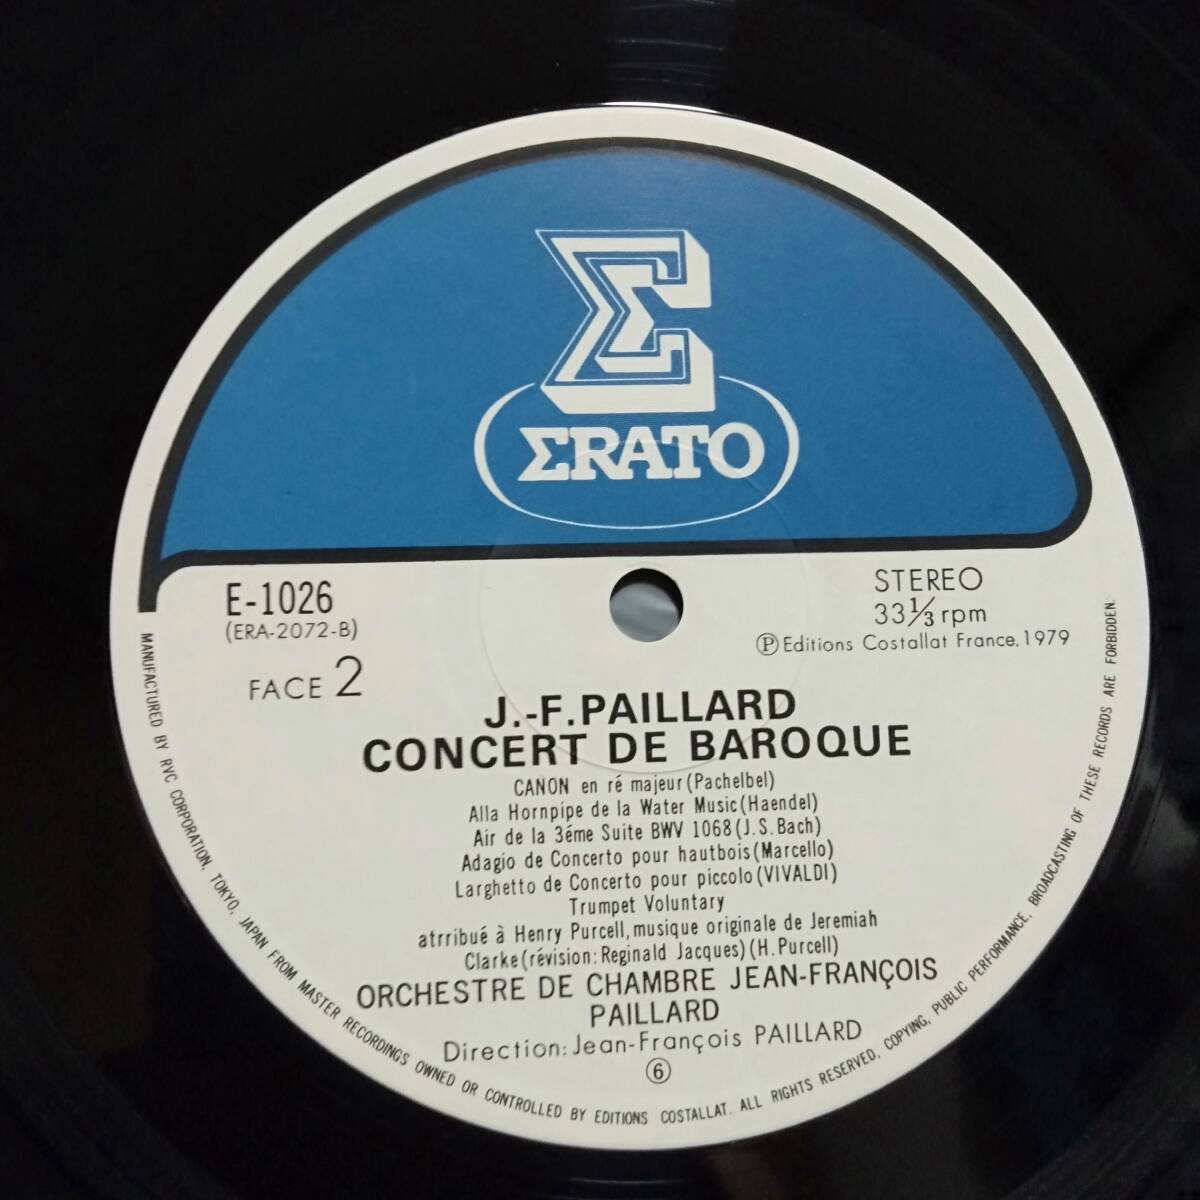 Σ
ΣRATO
E-1026
(ERA-2072-B)
FACE 2
STEREO
33⅓rpm
Ⓟ Editions Costallat France, 1979
J.-F. PAILLARD
CONCERT DE BAROQUE
CANON en ré majeur (Pachelbel)
Alla Hornpipe de la Water Music (Haendel)
Air de la 3éme Suite BWV 1068 (J.S. Bach)
Adagio de Concerto pour hautbois (Marcello)
Larghetto de Concerto pour piccolo (VIVALDI)
Trumpet Voluntary
atrribué à Henry Purcell, musique originale de Jeremiah
Clarke (révision: Reginald Jacques) (H. Purcell)
ORCHESTRE DE CHAMBRE JEAN-FRANÇOIS
PAILLARD
Direction: Jean-François PAILLARD
⑥
MANUFACTURED BY RVC CORPORATION, TOKYO, JAPAN FROM MASTER RECORDINGS OWNED OR CONTROLLED BY EDITIONS COSTALLAT. ALL RIGHTS RESERVED, COPYING, PUBLIC PERFORMANCE, BROADCASTING OF THESE RECORDS ARE FORBIDDEN.